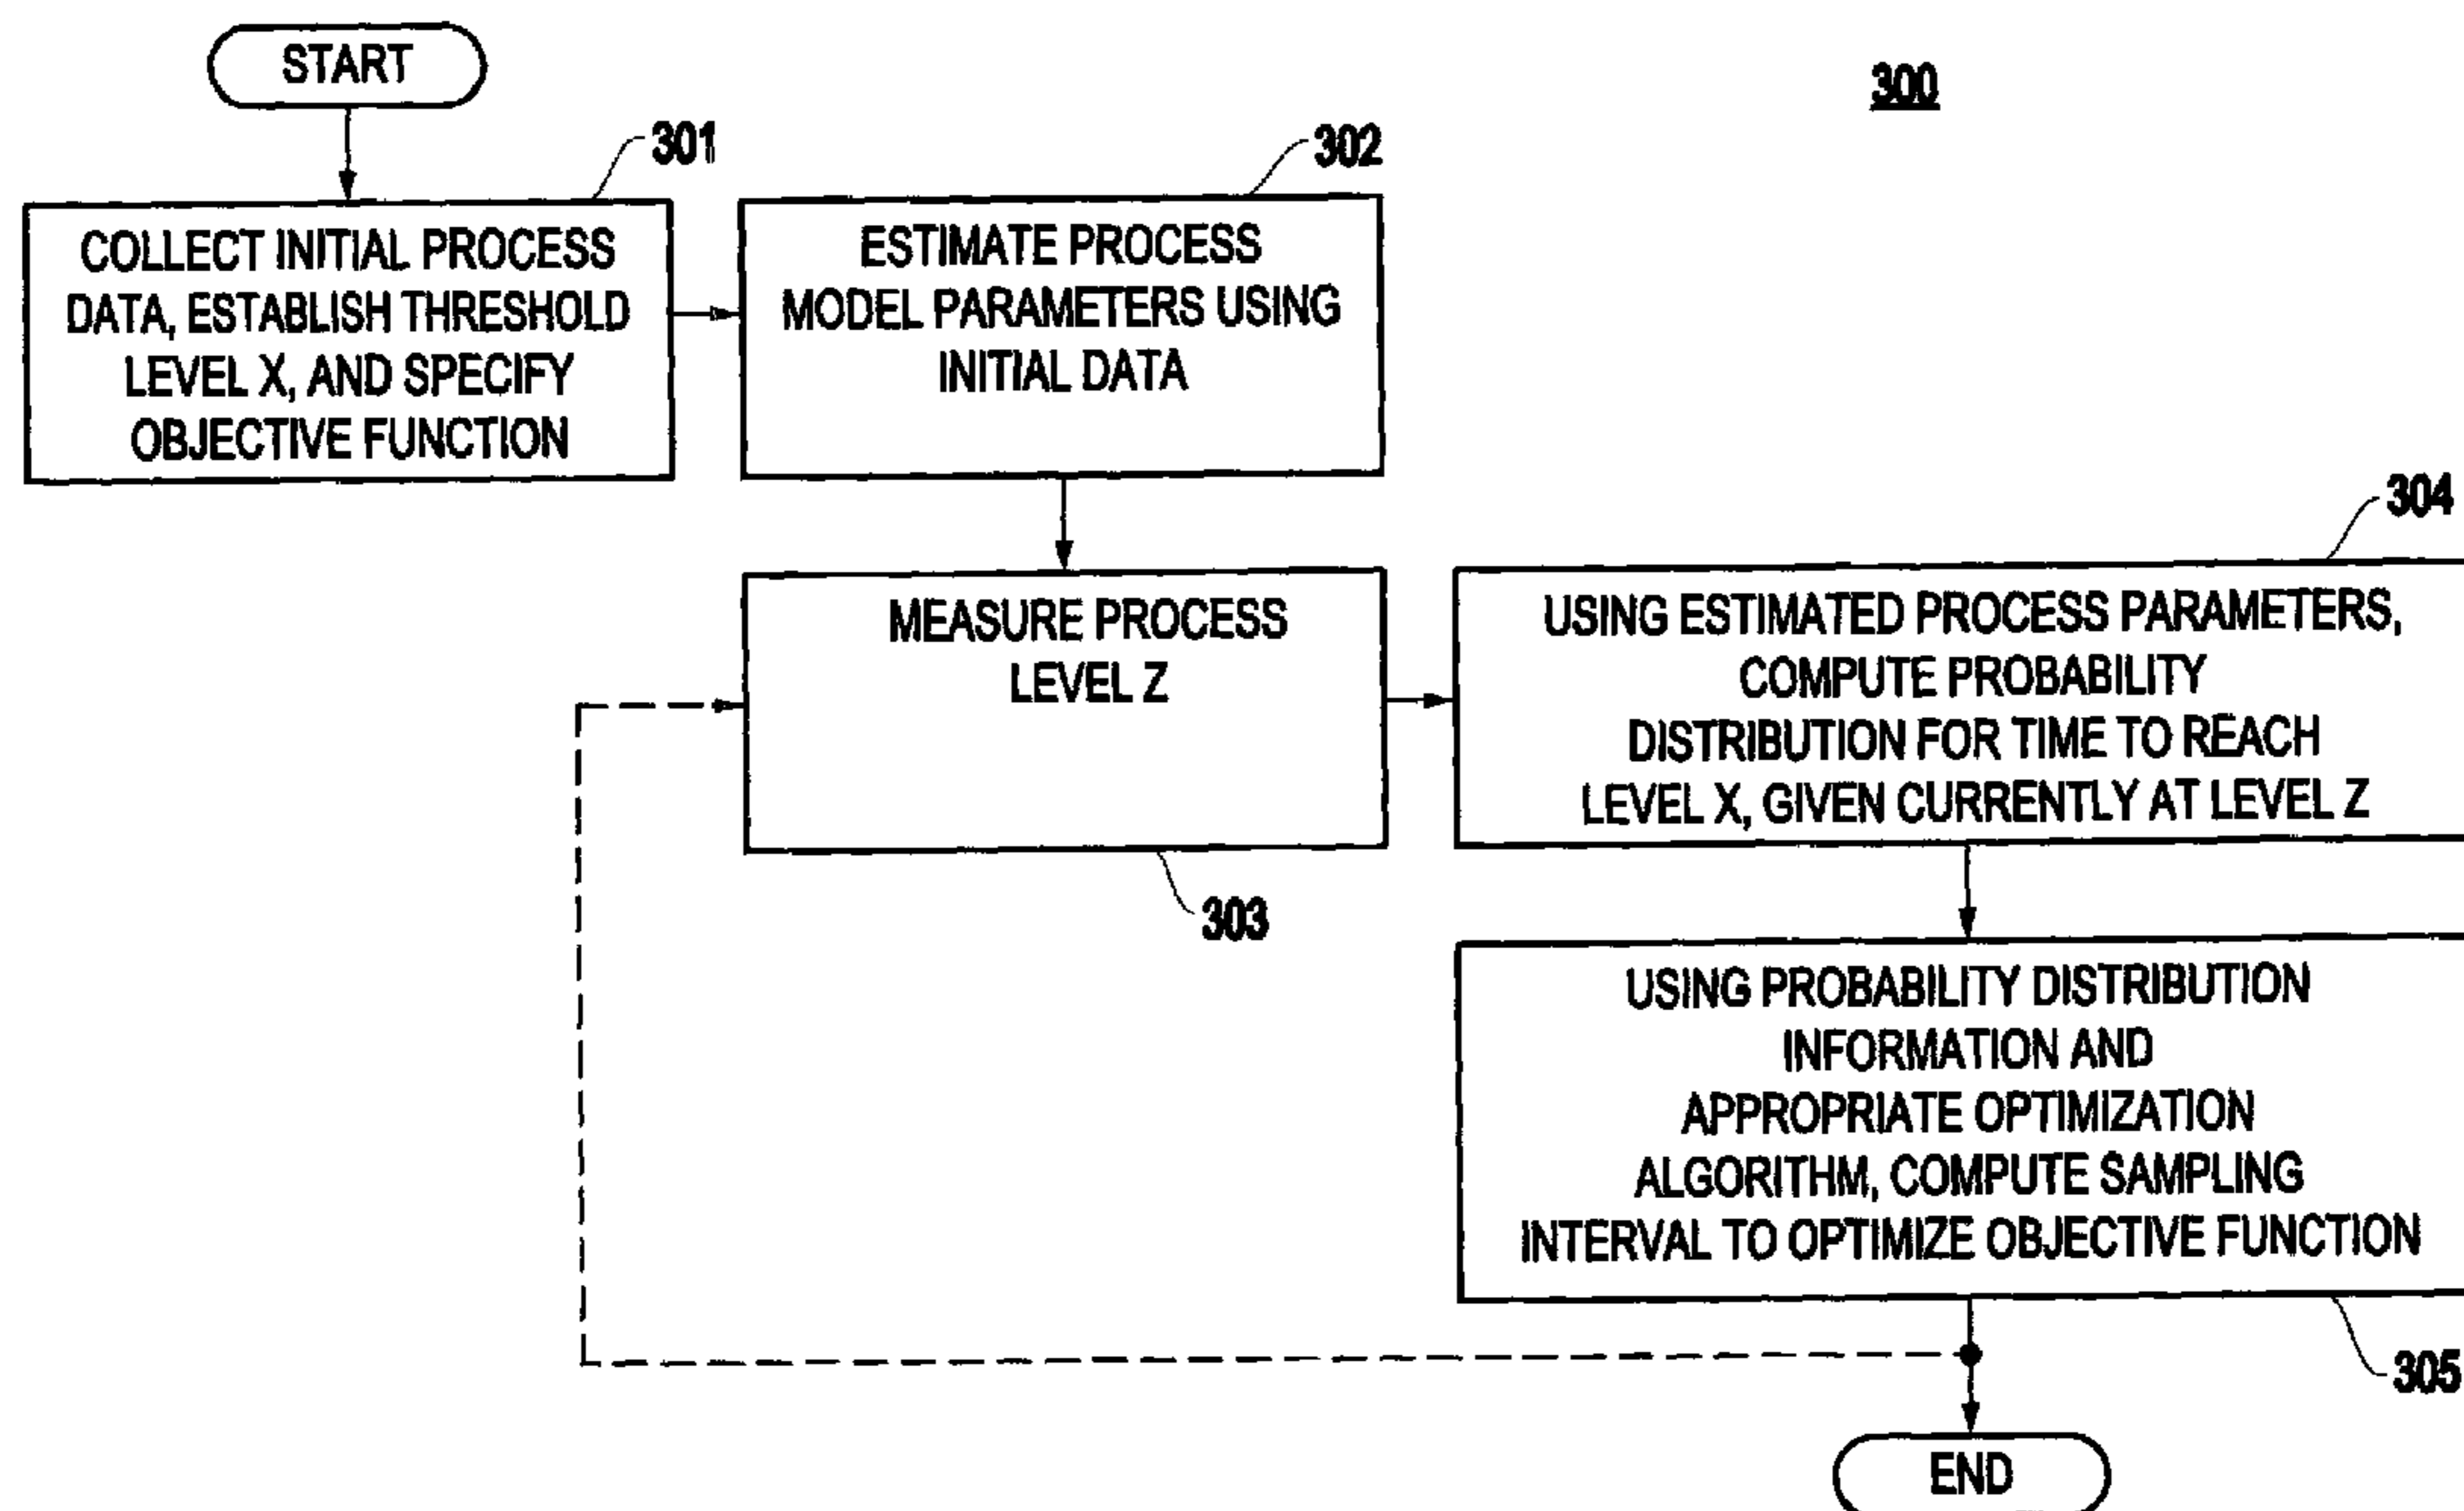 START
300
301
COLLECT INITIAL PROCESS
DATA, ESTABLISH THRESHOLD
LEVEL X, AND SPECIFY
OBJECTIVE FUNCTION
302
ESTIMATE PROCESS
MODEL PARAMETERS USING
INITIAL DATA
303
MEASURE PROCESS
LEVEL Z
304
USING ESTIMATED PROCESS PARAMETERS,
COMPUTE PROBABILITY
DISTRIBUTION FOR TIME TO REACH
LEVEL X, GIVEN CURRENTLY AT LEVEL Z
USING PROBABILITY DISTRIBUTION
INFORMATION AND
APPROPRIATE OPTIMIZATION
ALGORITHM, COMPUTE SAMPLING
INTERVAL TO OPTIMIZE OBJECTIVE FUNCTION
305
END